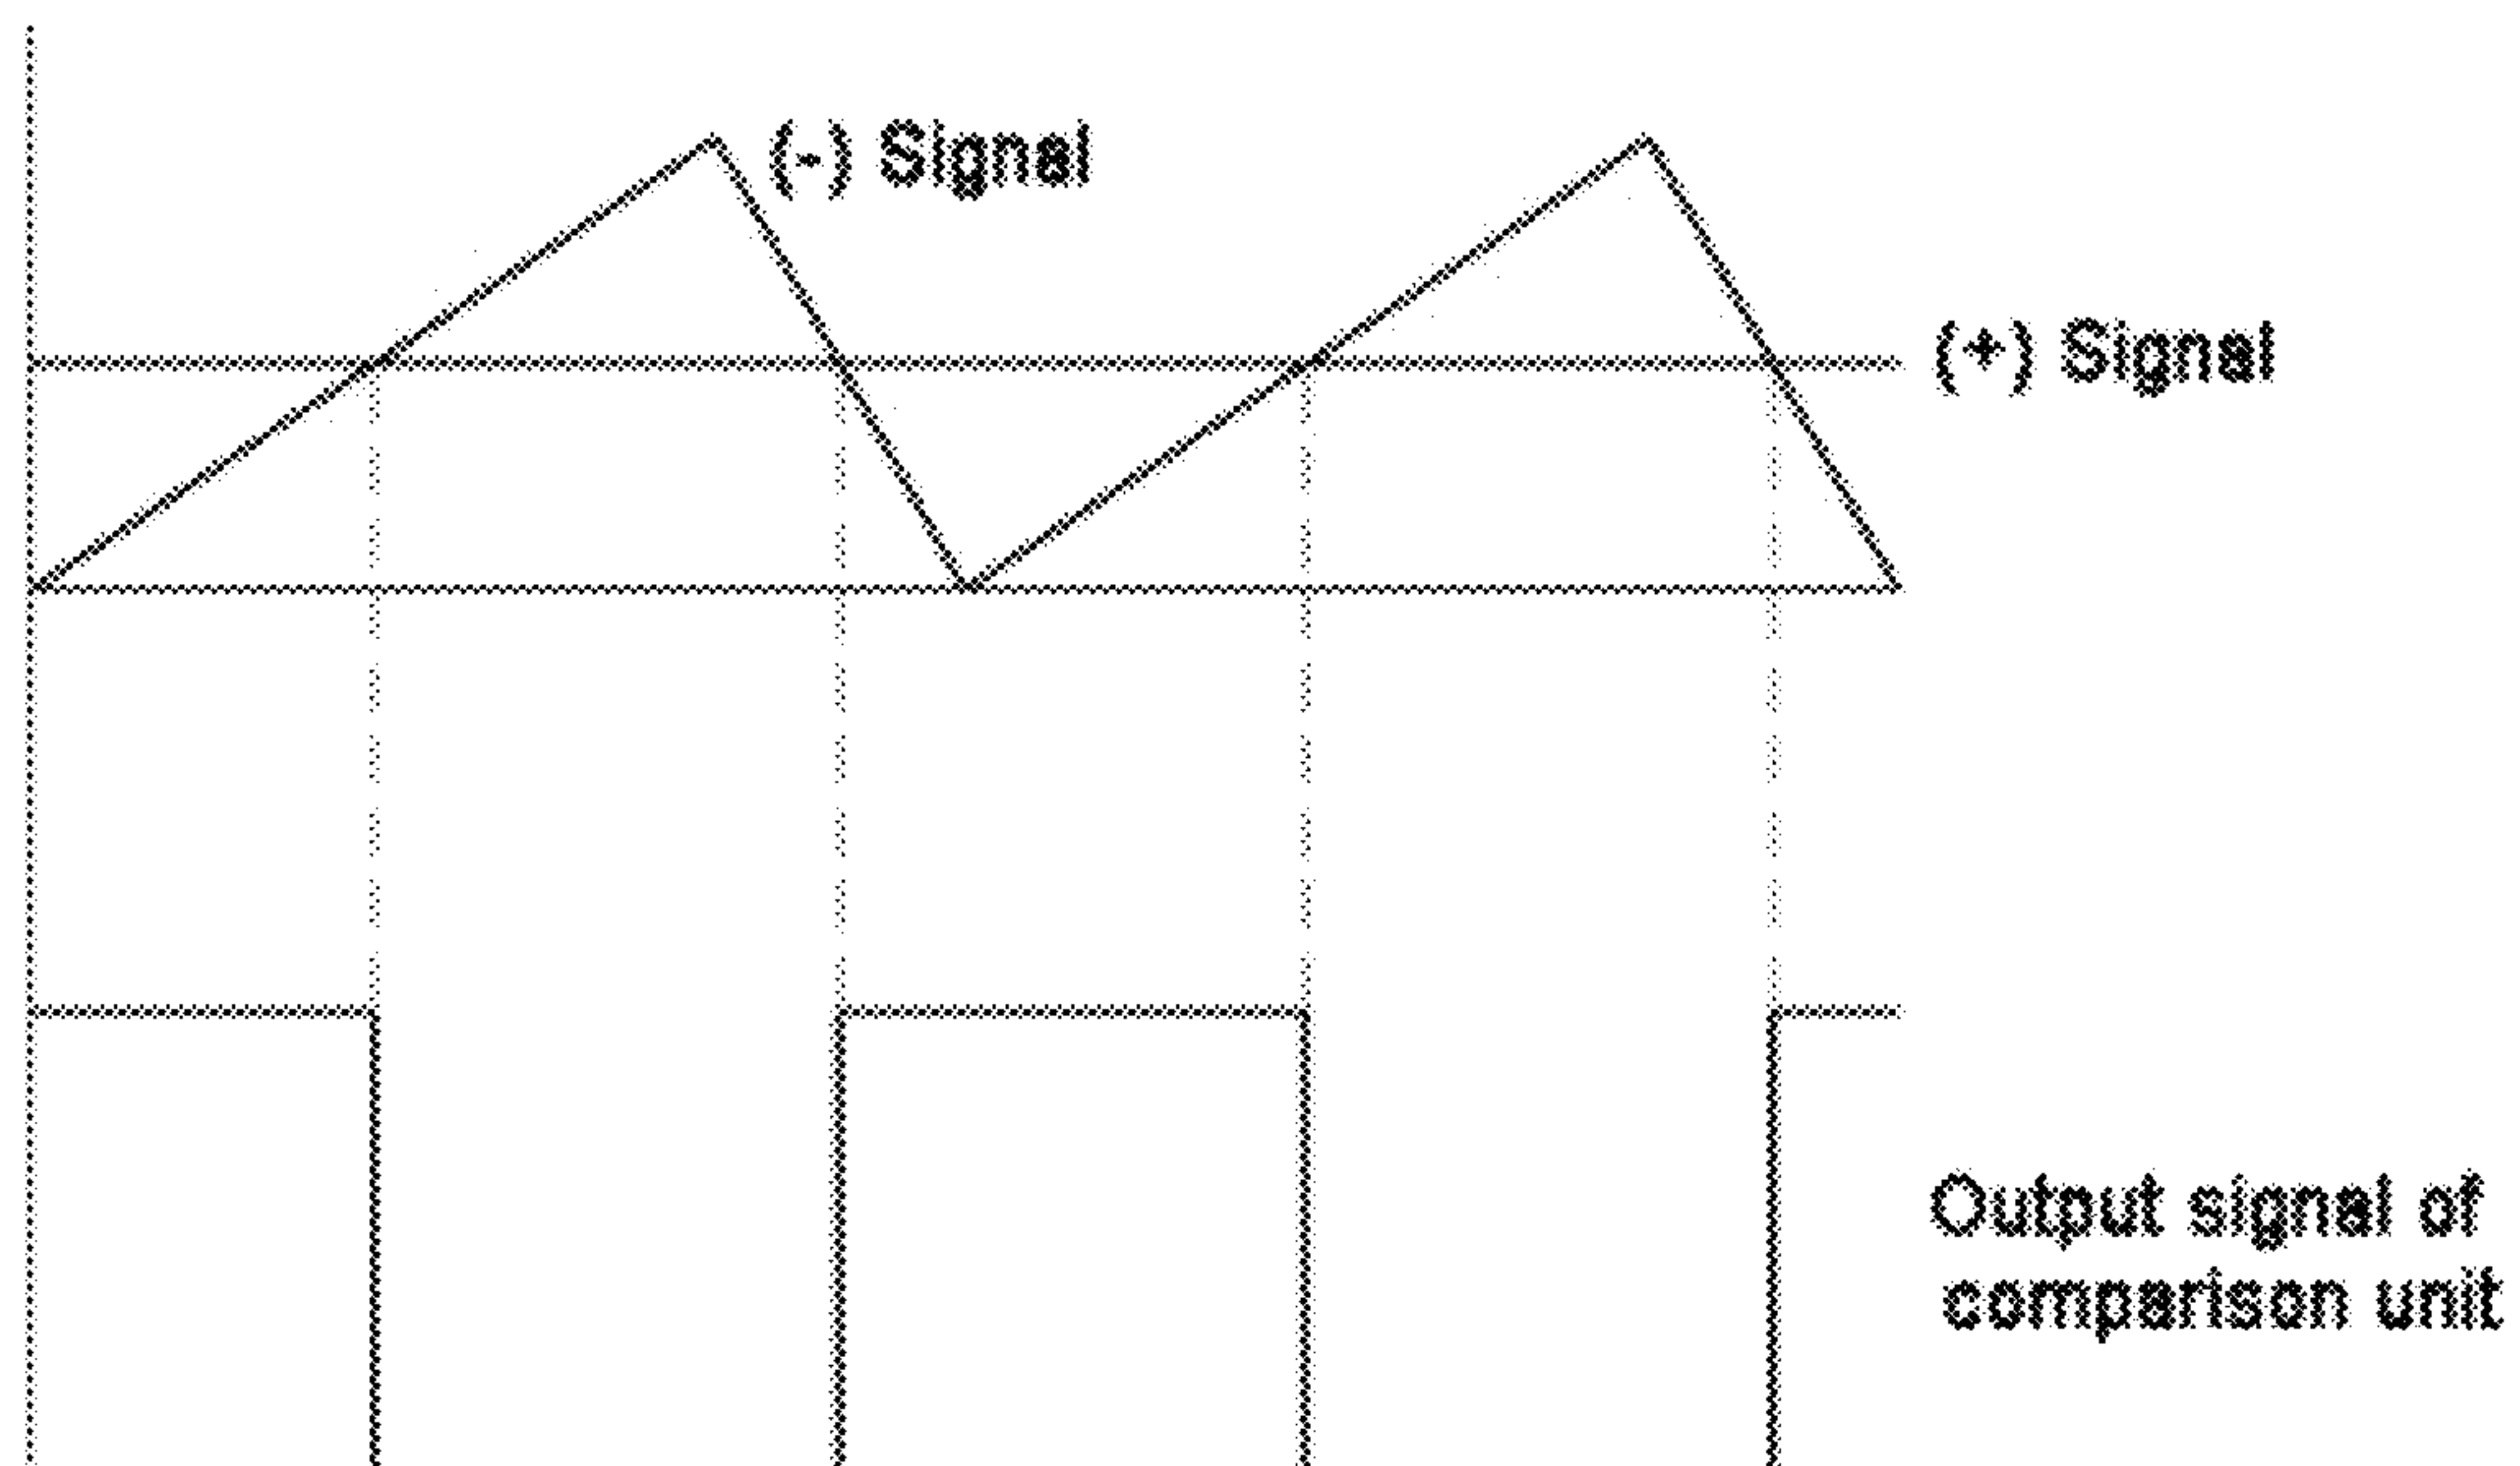 (-) Signal
(+) Signal
Output signal of
comparison unit